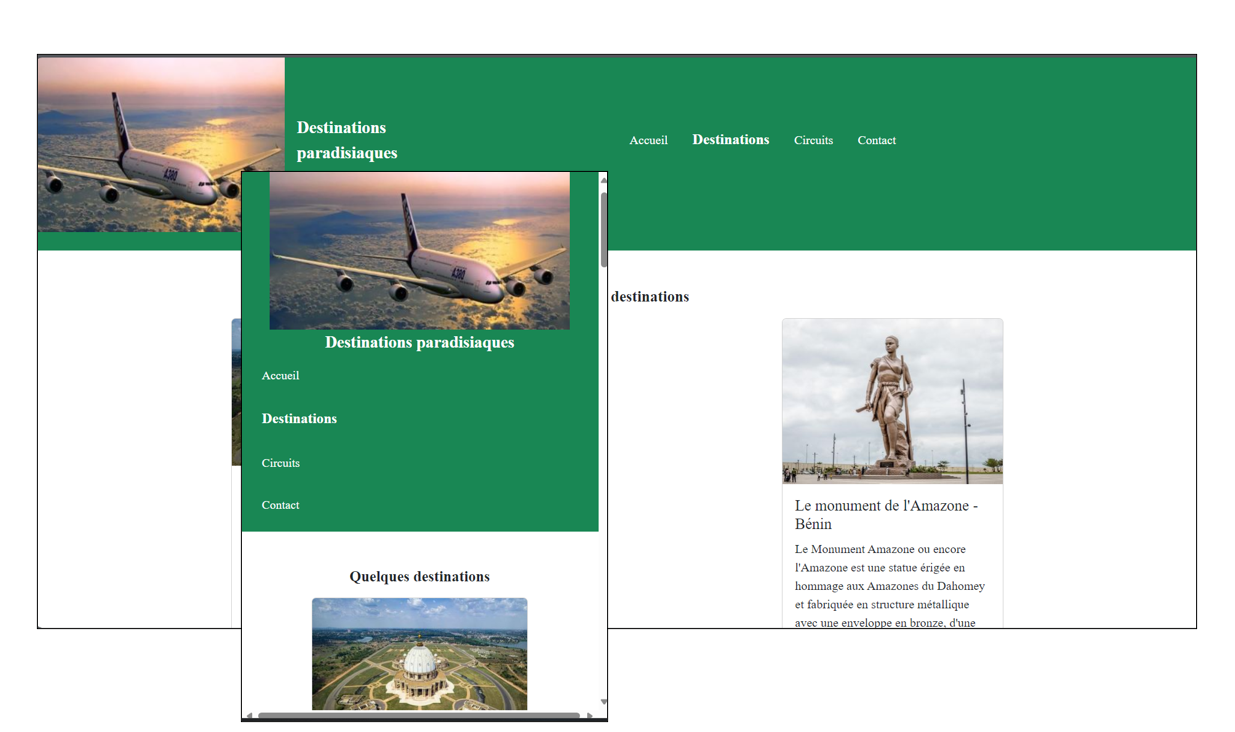 Destinations
paradisiaques
Accueil Destinations Circuits Contact
A380
A380
Destinations paradisiaques
Accueil
Destinations
Circuits
Contact
destinations
Quelques destinations
Le monument de l'Amazone -
Bénin
Le Monument Amazone ou encore
l'Amazone est une statue érigée en
hommage aux Amazones du Dahomey
et fabriquée en structure métallique
avec une enveloppe en bronze, d'une